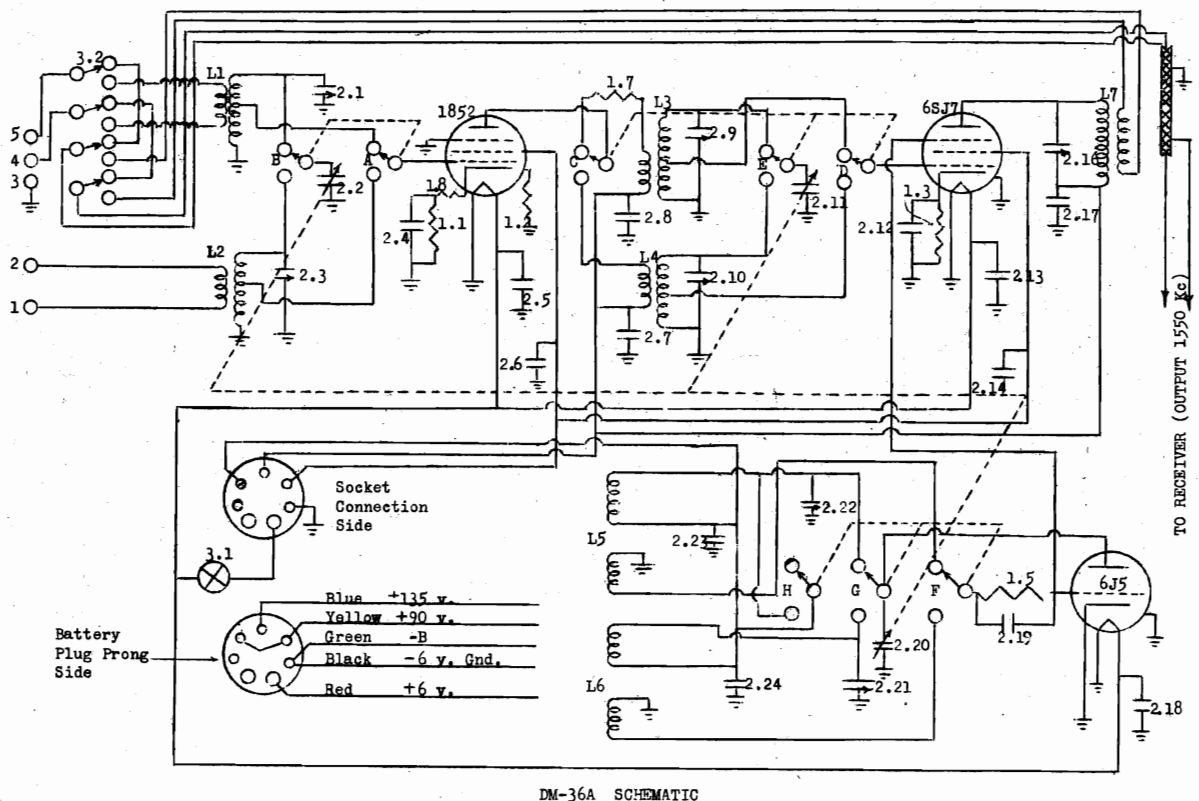 3.2
L1
2.1
1852
1.7
L3
2.9
6SJ7
L7
2.16
5
4
3
B
A
2.2
C
E
D
2.11
1.8
1.1
2.4
1.2
2.8
1.3
2.12
2.17
2
1
L2
2.3
2.5
L4
2.10
2.7
2.13
2.6
2.14
TO RECEIVER (OUTPUT 1550 Kc)
Socket
Connection
Side
3.1
L5
2.23
2.22
H
G
F
1.5
2.19
6J5
Blue +135 v.
Yellow +90 v.
Green -B
Black -6 v. Gnd.
Red +6 v.
Battery
Plug Prong
Side
2.20
L6
2.24
2.21
2.18
DM-36A SCHEMATIC